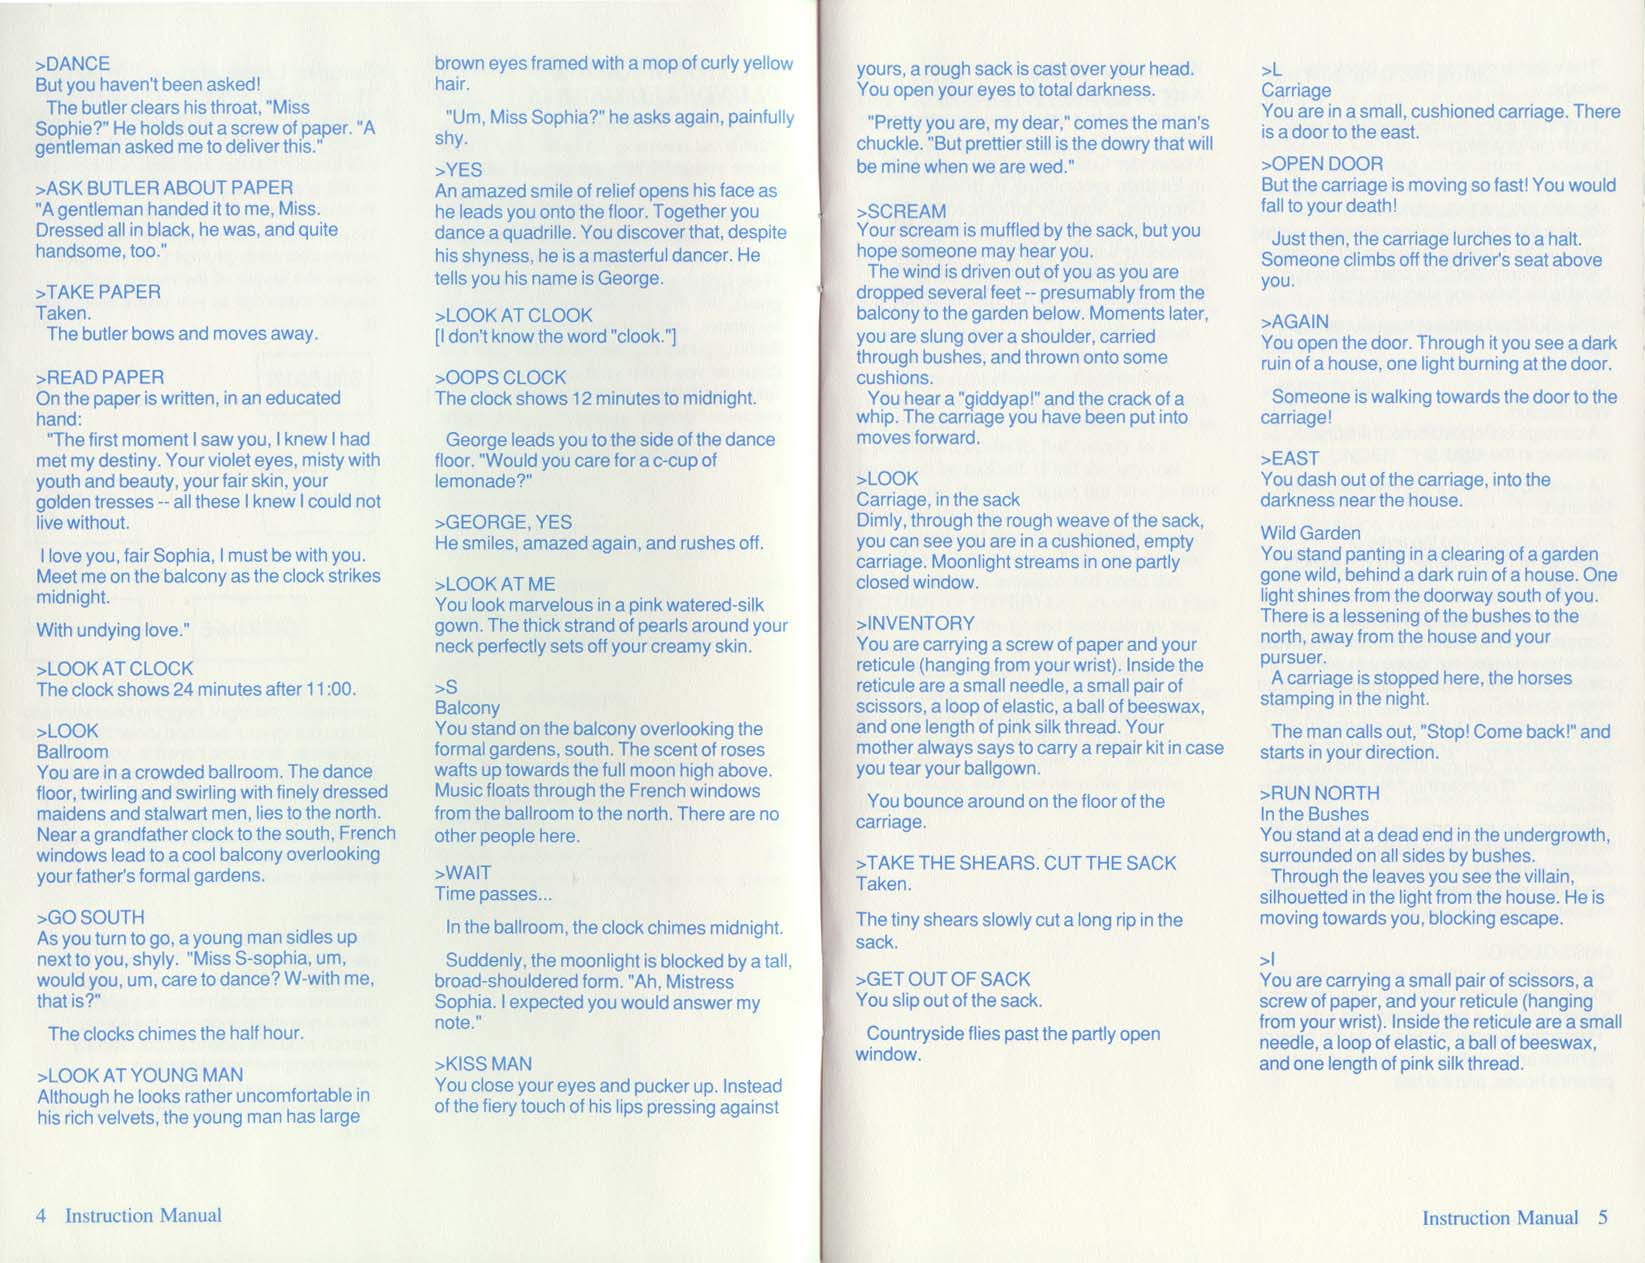 >DANCE
But you haven't been asked!
The butler clears his throat, "Miss
Sophie?" He holds out a screw of paper. "A
gentleman asked me to deliver this."
>ASK BUTLER ABOUT PAPER
"A gentleman handed it to me, Miss.
Dressed all in black, he was, and quite
handsome, too."
>TAKE PAPER
Taken.
The butler bows and moves away.
>READ PAPER
On the paper is written, in an educated
hand:
"The first moment I saw you, I knew I had
met my destiny. Your violet eyes, misty with
youth and beauty, your fair skin, your
golden tresses -- all these I knew I could not
live without.
I love you, fair Sophia, I must be with you.
Meet me on the balcony as the clock strikes
midnight.
With undying love."
>LOOK AT CLOCK
The clock shows 24 minutes after 11:00.
>LOOK
Ballroom
You are in a crowded ballroom. The dance
floor, twirling and swirling with finely dressed
maidens and stalwart men, lies to the north.
Near a grandfather clock to the south, French
windows lead to a cool balcony overlooking
your father's formal gardens.
>GO SOUTH
As you turn to go, a young man sidles up
next to you, shyly. "Miss S-sophia, um,
would you, um, care to dance? W-with me,
that is?"
The clocks chimes the half hour.
>LOOK AT YOUNG MAN
Although he looks rather uncomfortable in
his rich velvets, the young man has large
brown eyes framed with a mop of curly yellow
hair.
"Um, Miss Sophia?" he asks again, painfully
shy.
>YES
An amazed smile of relief opens his face as
he leads you onto the floor. Together you
dance a quadrille. You discover that, despite
his shyness, he is a masterful dancer. He
tells you his name is George.
>LOOK AT CLOOK
[I don't know the word "clook."]
>OOPS CLOCK
The clock shows 12 minutes to midnight.
George leads you to the side of the dance
floor. "Would you care for a c-cup of
lemonade?"
>GEORGE, YES
He smiles, amazed again, and rushes off.
>LOOK AT ME
You look marvelous in a pink watered-silk
gown. The thick strand of pearls around your
neck perfectly sets off your creamy skin.
>S
Balcony
You stand on the balcony overlooking the
formal gardens, south. The scent of roses
wafts up towards the full moon high above.
Music floats through the French windows
from the ballroom to the north. There are no
other people here.
>WAIT
Time passes...
In the ballroom, the clock chimes midnight.
Suddenly, the moonlight is blocked by a tall,
broad-shouldered form. "Ah, Mistress
Sophia. I expected you would answer my
note."
>KISS MAN
You close your eyes and pucker up. Instead
of the fiery touch of his lips pressing against
4 Instruction Manual
yours, a rough sack is cast over your head.
You open your eyes to total darkness.
"Pretty you are, my dear," comes the man's
chuckle. "But prettier still is the dowry that will
be mine when we are wed."
>SCREAM
Your scream is muffled by the sack, but you
hope someone may hear you.
The wind is driven out of you as you are
dropped several feet -- presumably from the
balcony to the garden below. Moments later,
you are slung over a shoulder, carried
through bushes, and thrown onto some
cushions.
You hear a "giddyap!" and the crack of a
whip. The carriage you have been put into
moves forward.
>LOOK
Carriage, in the sack
Dimly, through the rough weave of the sack,
you can see you are in a cushioned, empty
carriage. Moonlight streams in one partly
closed window.
>INVENTORY
You are carrying a screw of paper and your
reticule (hanging from your wrist). Inside the
reticule are a small needle, a small pair of
scissors, a loop of elastic, a ball of beeswax,
and one length of pink silk thread. Your
mother always says to carry a repair kit in case
you tear your ballgown.
You bounce around on the floor of the
carriage.
>TAKE THE SHEARS. CUT THE SACK
Taken.
The tiny shears slowly cut a long rip in the
sack.
>GET OUT OF SACK
You slip out of the sack.
Countryside flies past the partly open
window.
>L
Carriage
You are in a small, cushioned carriage. There
is a door to the east.
>OPEN DOOR
But the carriage is moving so fast! You would
fall to your death!
Just then, the carriage lurches to a halt.
Someone climbs off the driver's seat above
you.
>AGAIN
You open the door. Through it you see a dark
ruin of a house, one light burning at the door.
Someone is walking towards the door to the
carriage!
>EAST
You dash out of the carriage, into the
darkness near the house.
Wild Garden
You stand panting in a clearing of a garden
gone wild, behind a dark ruin of a house. One
light shines from the doorway south of you.
There is a lessening of the bushes to the
north, away from the house and your
pursuer.
A carriage is stopped here, the horses
stamping in the night.
The man calls out, "Stop! Come back!" and
starts in your direction.
>RUN NORTH
In the Bushes
You stand at a dead end in the undergrowth,
surrounded on all sides by bushes.
Through the leaves you see the villain,
silhouetted in the light from the house. He is
moving towards you, blocking escape.
>I
You are carrying a small pair of scissors, a
screw of paper, and your reticule (hanging
from your wrist). Inside the reticule are a small
needle, a loop of elastic, a ball of beeswax,
and one length of pink silk thread.
Instruction Manual 5